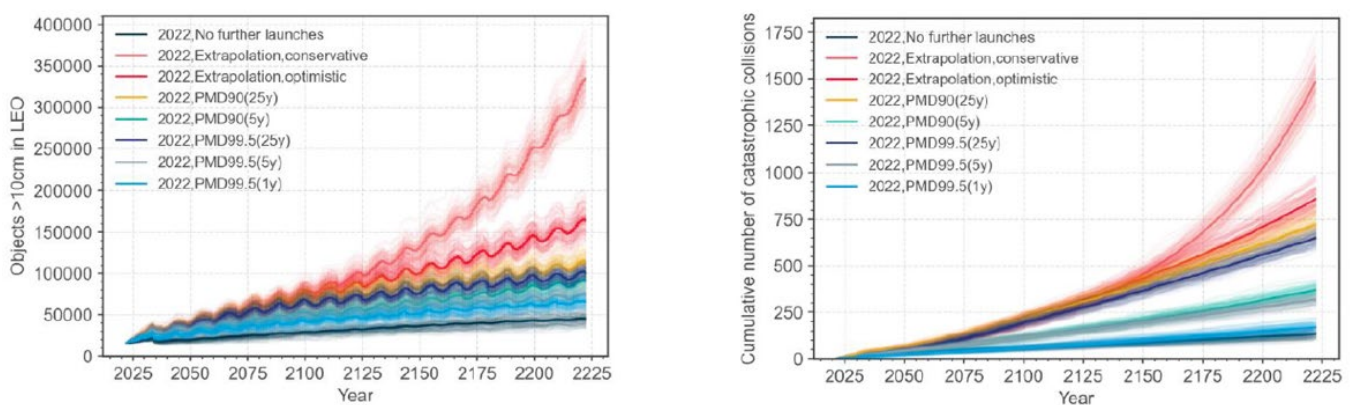 400000
350000
300000
250000
200000
150000
100000
50000
0
Objects >10cm in LEO
2022,No further launches
2022,Extrapolation,conservative
2022,Extrapolation,optimistic
2022,PMD90(25y)
2022,PMD90(5y)
2022,PMD99.5(25y)
2022,PMD99.5(5y)
2022,PMD99.5(1y)
2025 2050 2075 2100 2125 2150 2175 2200 2225
Year
1750
1500
1250
1000
750
500
250
0
Cumulative number of catastrophic collisions
2022,No further launches
2022,Extrapolation,conservative
2022,Extrapolation,optimistic
2022,PMD90(25y)
2022,PMD90(5y)
2022,PMD99.5(25y)
2022,PMD99.5(5y)
2022,PMD99.5(1y)
2025 2050 2075 2100 2125 2150 2175 2200 2225
Year